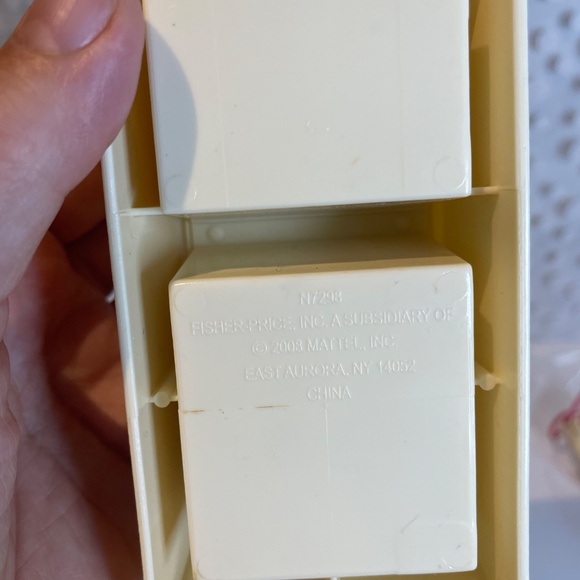 N7293
FISHER-PRICE, INC. A SUBSIDIARY OF
© 2008 MATTEL, INC.
EAST AURORA, NY 14052
CHINA